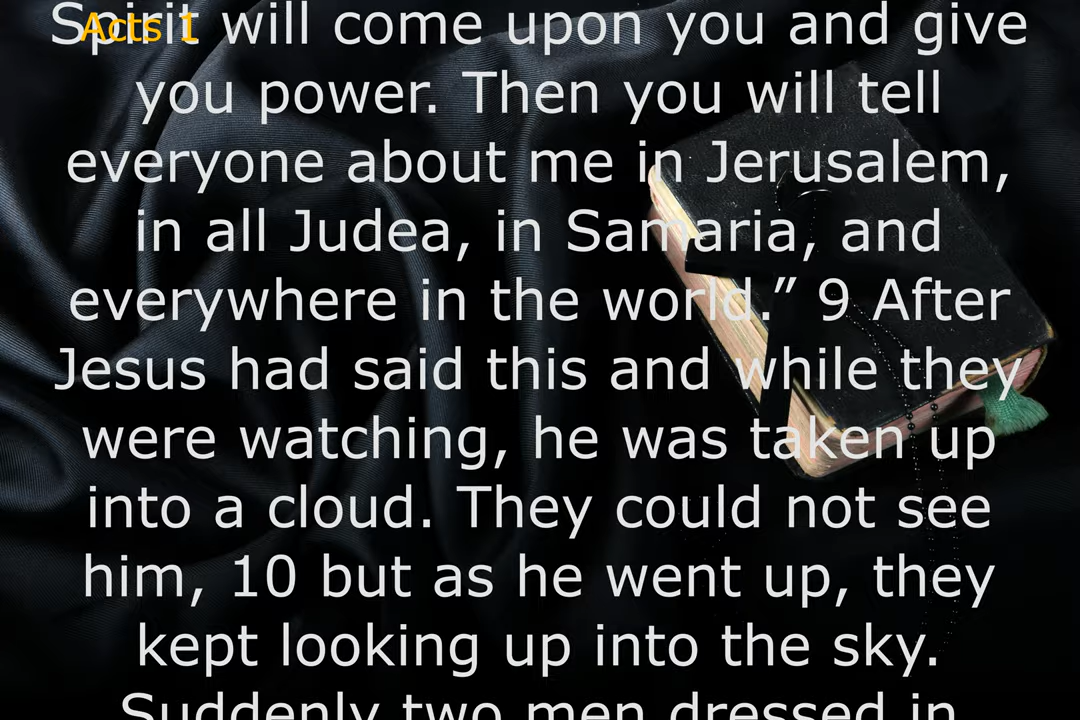 Acts 1
Spirit will come upon you and give
you power. Then you will tell
everyone about me in Jerusalem,
in all Judea, in Samaria, and
everywhere in the world.” 9 After
Jesus had said this and while they
were watching, he was taken up
into a cloud. They could not see
him, 10 but as he went up, they
kept looking up into the sky.
Suddenly two men dressed in